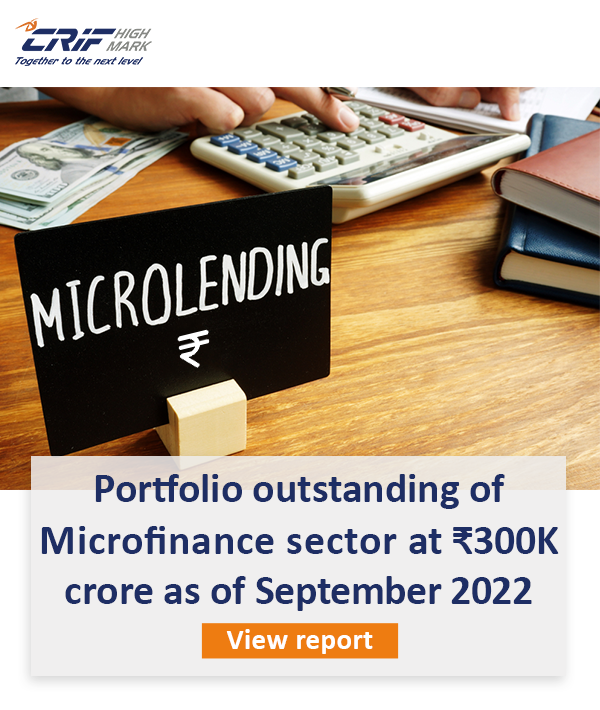 CRIF HIGH
MARK
Together to the next level
MICROLENDING
₹
Portfolio outstanding of
Microfinance sector at ₹300K
crore as of September 2022
View report